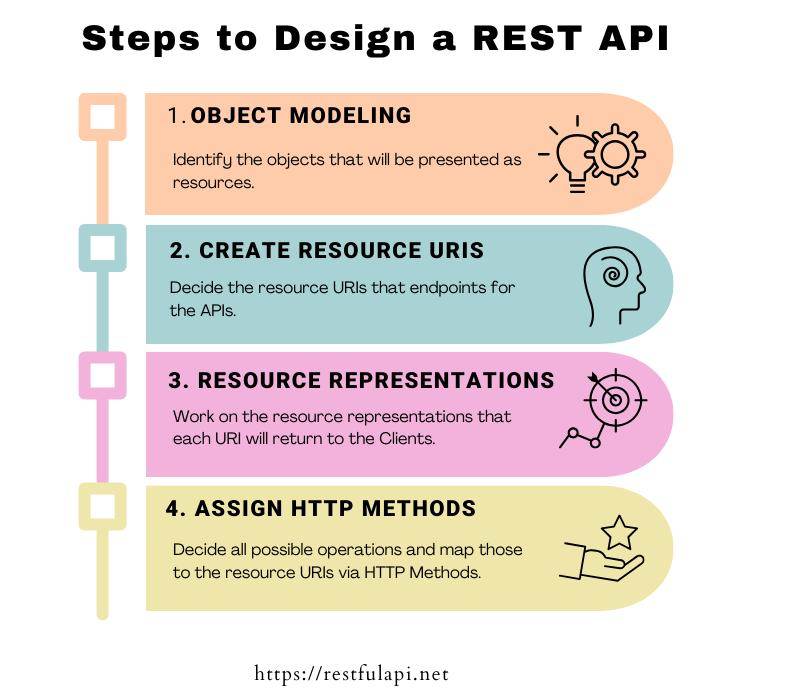 Steps to Design a REST API
1. OBJECT MODELING
Identify the objects that will be presented as
resources.
2. CREATE RESOURCE URIS
Decide the resource URIs that endpoints for
the APIs.
3. RESOURCE REPRESENTATIONS
Work on the resource representations that
each URI will return to the Clients.
4. ASSIGN HTTP METHODS
Decide all possible operations and map those
to the resource URIs via HTTP Methods.
https://restfulapi.net